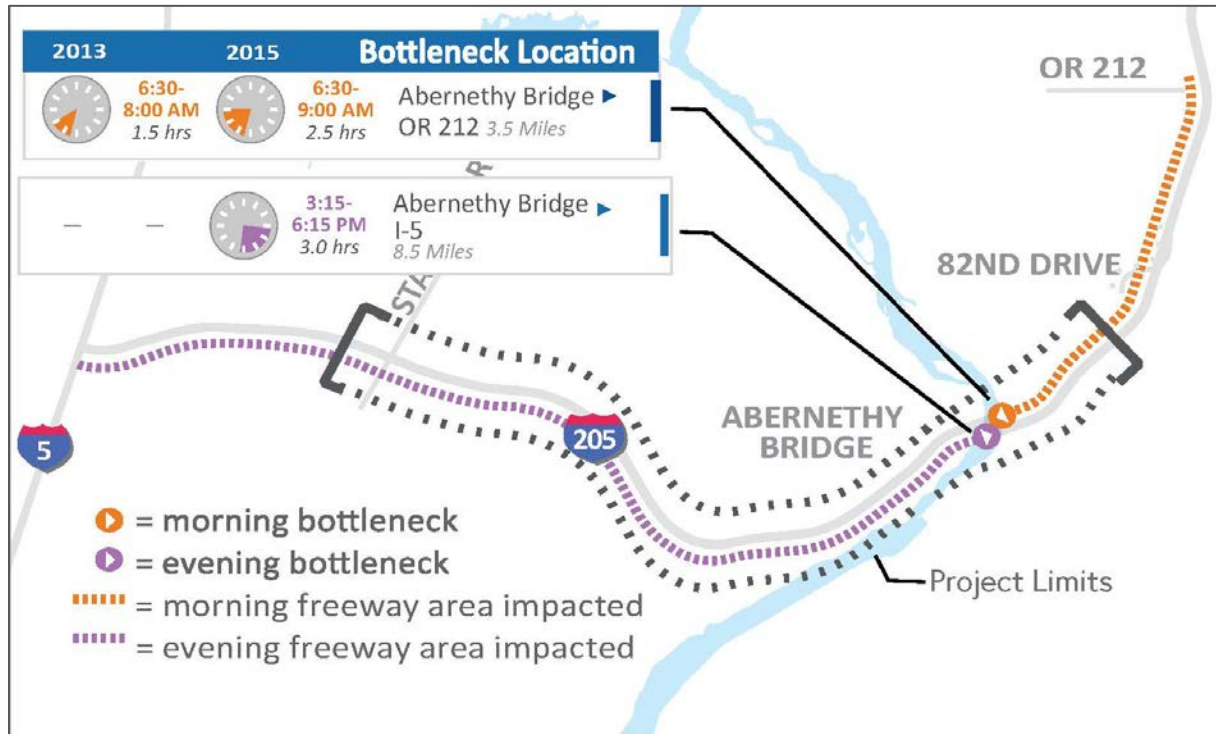 2013 2015 Bottleneck Location
6:30-
8:00 AM
1.5 hrs
6:30-
9:00 AM
2.5 hrs
Abernethy Bridge ▶
OR 212 3.5 Miles
— —
3:15-
6:15 PM
3.0 hrs
Abernethy Bridge ▶
I-5
8.5 Miles
OR 212
82ND DRIVE
STA
R
ABERNETHY
BRIDGE
205
5
Project Limits
= morning bottleneck
= evening bottleneck
= morning freeway area impacted
= evening freeway area impacted